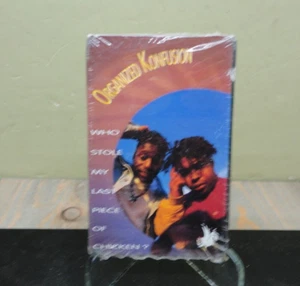 ORGANIZED KONFUSION
WHO
STOLE
MY
LAST
PIECE
OF
CHICKEN?